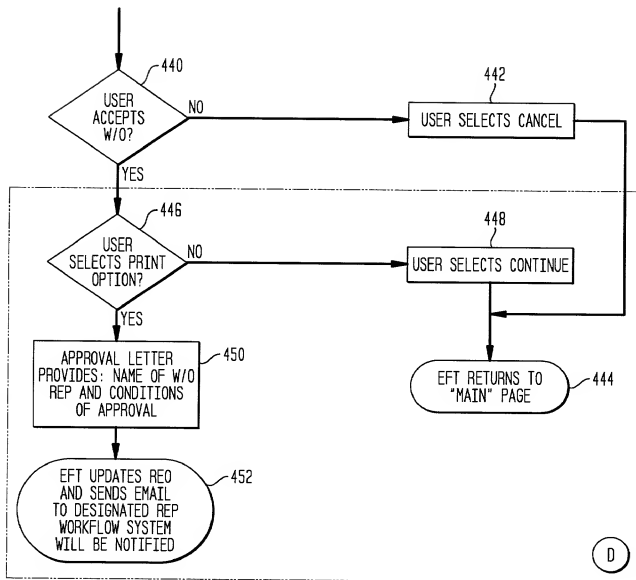 440
USER
ACCEPTS
W/O?
NO
442
USER SELECTS CANCEL
YES
446
USER
SELECTS PRINT
OPTION?
NO
448
USER SELECTS CONTINUE
YES
APPROVAL LETTER
PROVIDES: NAME OF W/O
REP AND CONDITIONS
OF APPROVAL
450
EFT RETURNS TO
"MAIN" PAGE
444
EFT UPDATES REO
AND SENDS EMAIL
TO DESIGNATED REP
WORKFLOW SYSTEM
WILL BE NOTIFIED
452
D